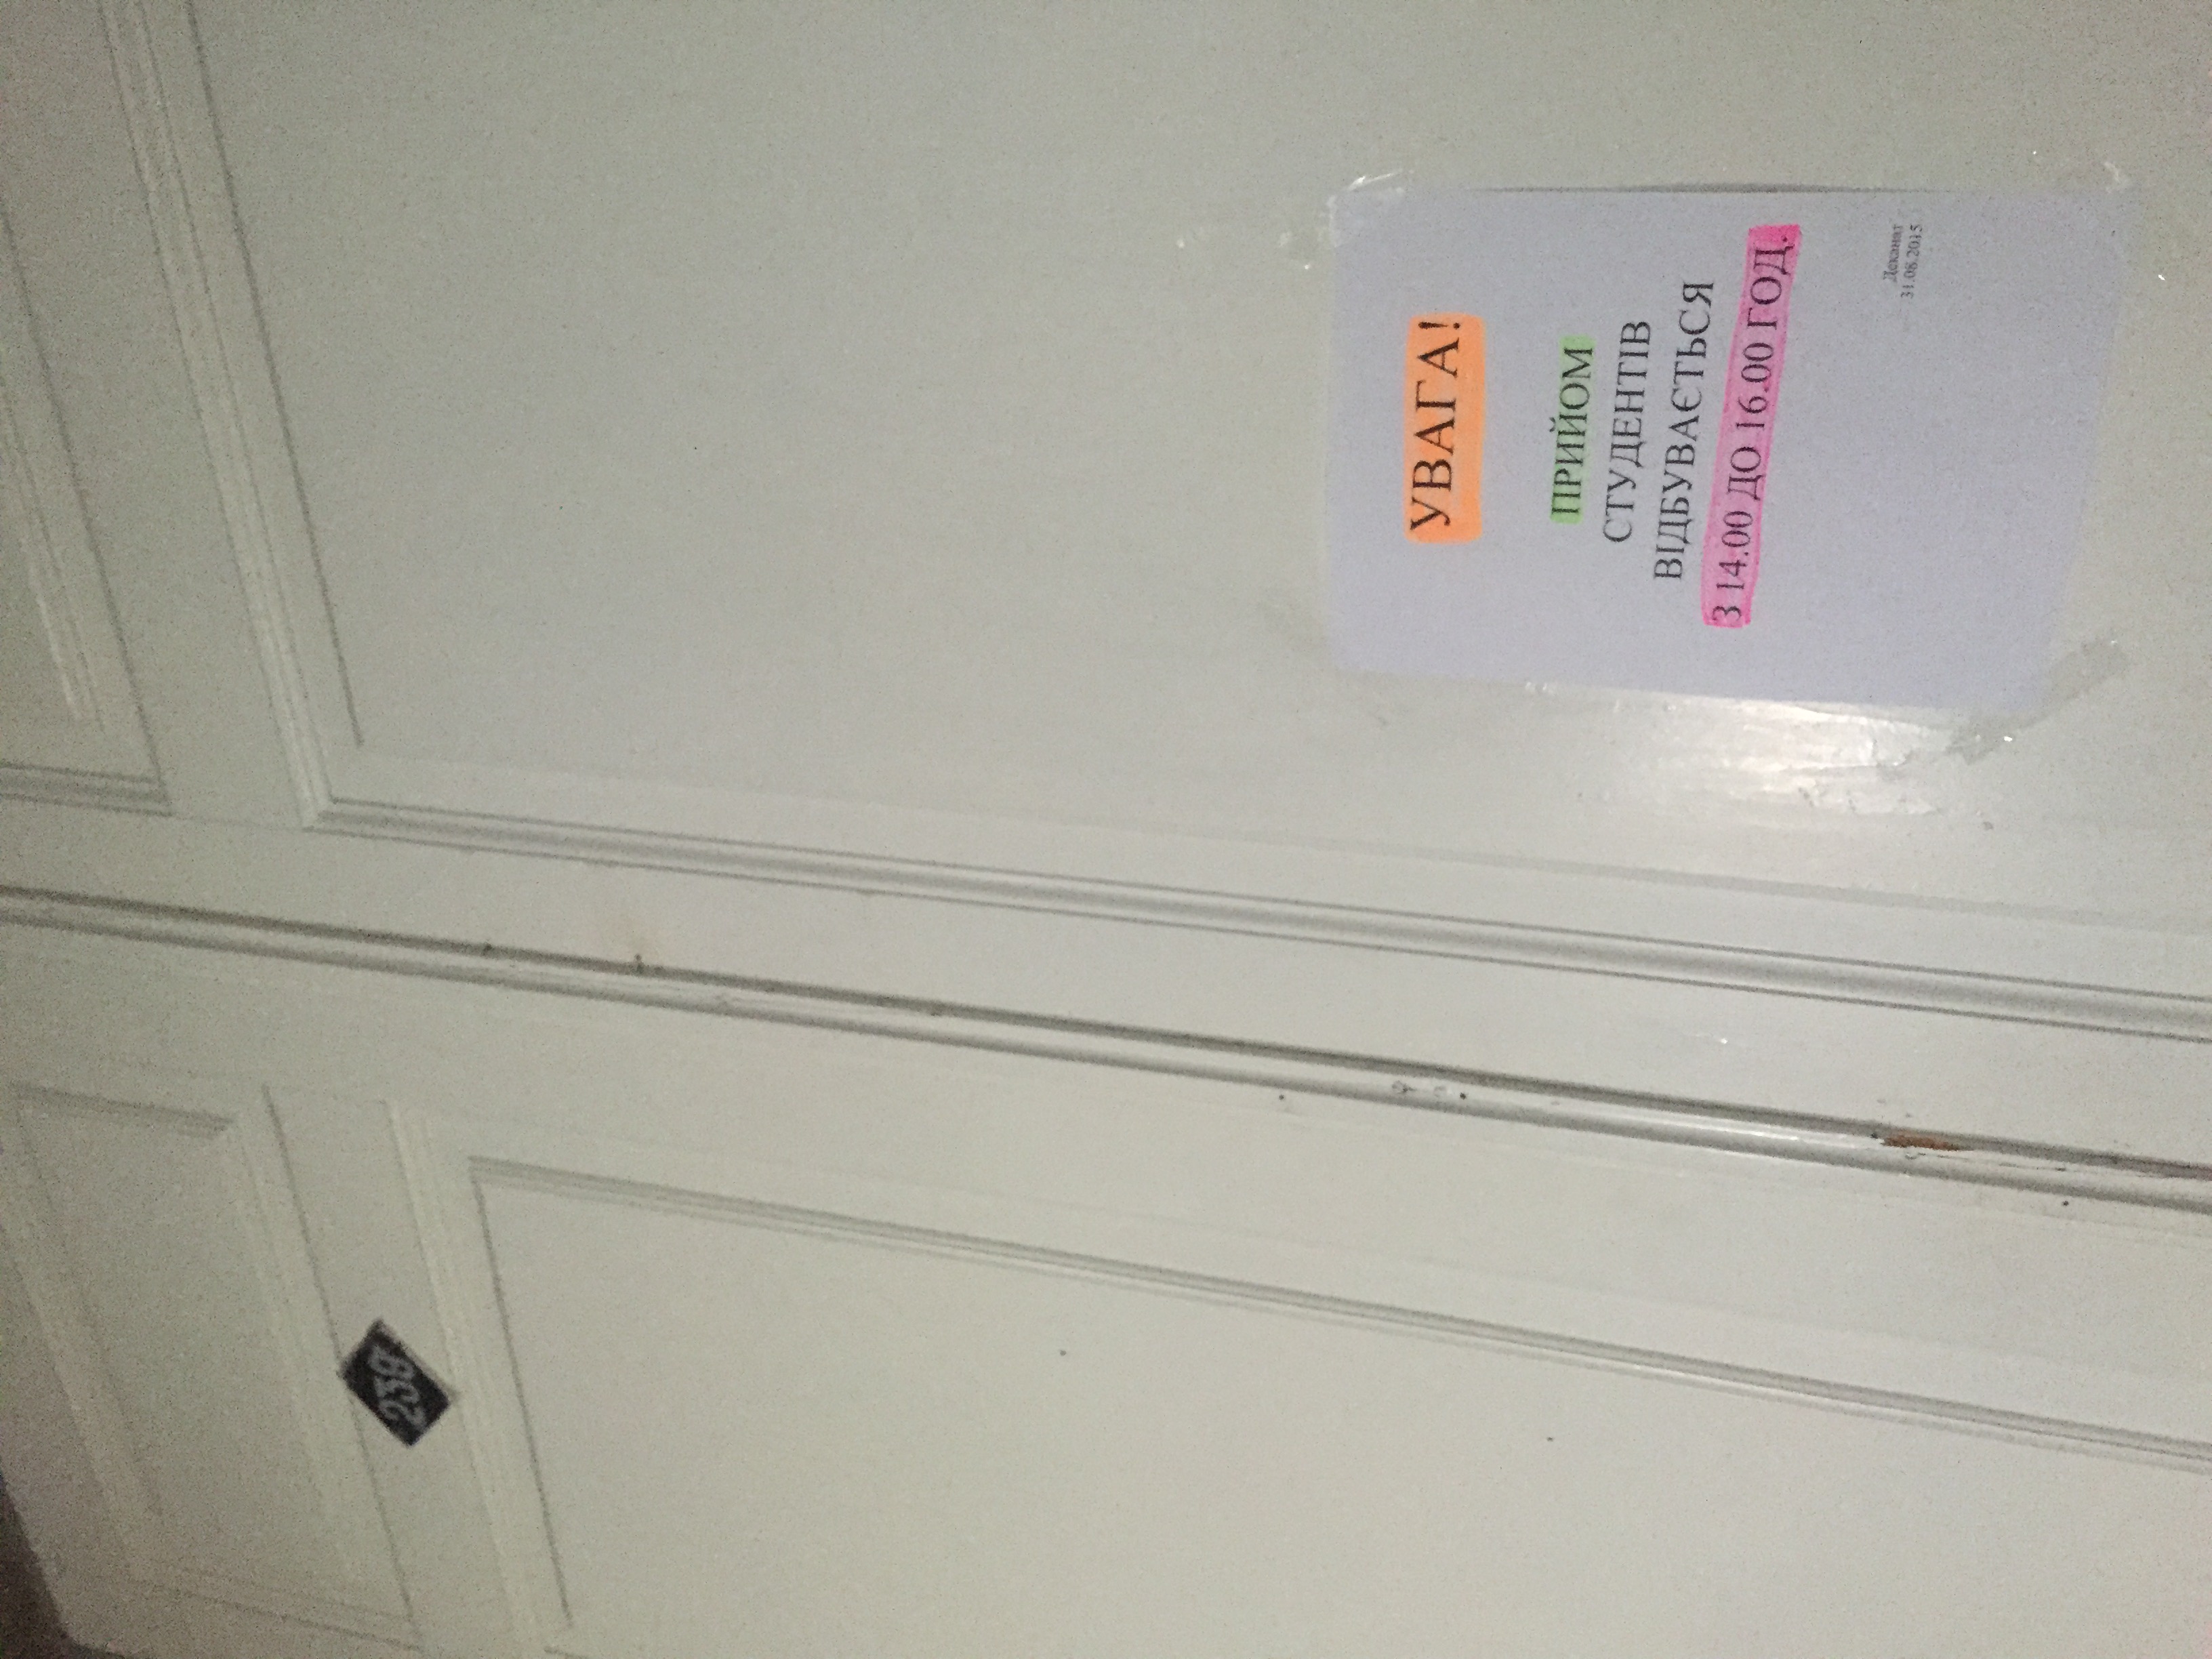 238
УВАГА!
ПРИЙОМ
СТУДЕНТІВ
ВІДБУВАЄТЬСЯ
З 14.00 ДО 16.00 ГОД.
Деканат
31.08.2015